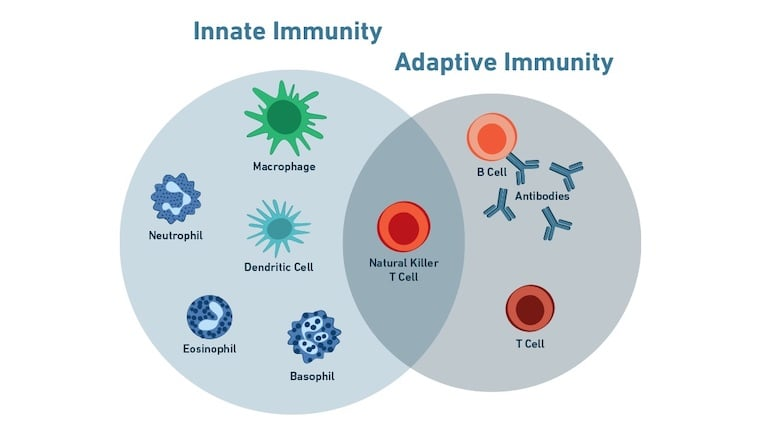 Innate Immunity
Adaptive Immunity
Macrophage
Neutrophil
Dendritic Cell
Eosinophil
Basophil
Natural Killer
T Cell
B Cell
Antibodies
T Cell